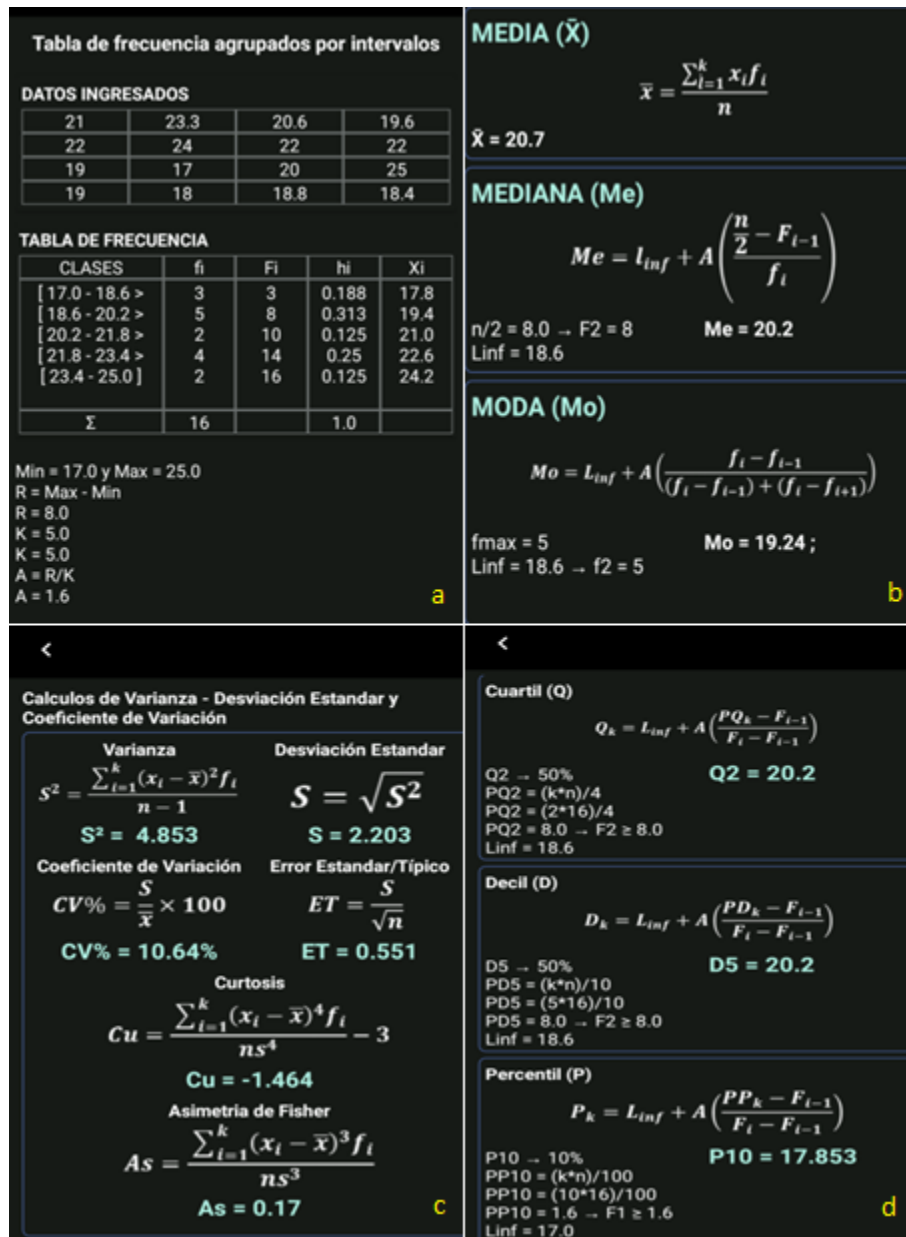 Tabla de frecuencia agrupados por intervalos
DATOS INGRESADOS
21 23.3 20.6 19.6
22 24 22 22
19 17 20 25
19 18 18.8 18.4
TABLA DE FRECUENCIA
CLASES fi Fi hi Xi
[ 17.0 - 18.6 > 3 3 0.188 17.8
[ 18.6 - 20.2 > 5 8 0.313 19.4
[ 20.2 - 21.8 > 2 10 0.125 21.0
[ 21.8 - 23.4 > 4 14 0.25 22.6
[ 23.4 - 25.0 ] 2 16 0.125 24.2
Σ 16 1.0
Min = 17.0 y Max = 25.0
R = Max - Min
R = 8.0
K = 5.0
K = 5.0
A = R/K
A = 1.6
a
MEDIA (X̄)
x̄ = ∑ᵏᵢ₌₁ xᵢfᵢ / n
X̄ = 20.7
MEDIANA (Me)
Me = l_inf + A((n/2 − F_{i−1}) / f_i)
n/2 = 8.0 → F2 = 8 Me = 20.2
Linf = 18.6
MODA (Mo)
Mo = L_inf + A((f_i − f_{i−1}) / ((f_i − f_{i−1}) + (f_i − f_{i+1})))
fmax = 5 Mo = 19.24 ;
Linf = 18.6 → f2 = 5
b
<
Calculos de Varianza - Desviación Estandar y
Coeficiente de Variación
Varianza Desviación Estandar
s² = ∑ᵏᵢ₌₁ (xᵢ − x̄)² fᵢ / (n − 1) S = √S²
S² = 4.853 S = 2.203
Coeficiente de Variación Error Estandar/Típico
CV% = S/x̄ × 100 ET = S/√n
CV% = 10.64% ET = 0.551
Curtosis
Cu = ∑ᵏᵢ₌₁ (xᵢ − x̄)⁴ fᵢ / ns⁴ − 3
Cu = -1.464
Asimetria de Fisher
As = ∑ᵏᵢ₌₁ (xᵢ − x̄)³ fᵢ / ns³
As = 0.17
c
<
Cuartil (Q)
Q_k = L_inf + A((PQ_k − F_{i−1}) / (F_i − F_{i−1}))
Q2 → 50% Q2 = 20.2
PQ2 = (k*n)/4
PQ2 = (2*16)/4
PQ2 = 8.0 → F2 ≥ 8.0
Linf = 18.6
Decil (D)
D_k = L_inf + A((PD_k − F_{i−1}) / (F_i − F_{i−1}))
D5 → 50% D5 = 20.2
PD5 = (k*n)/10
PD5 = (5*16)/10
PD5 = 8.0 → F2 ≥ 8.0
Linf = 18.6
Percentil (P)
P_k = L_inf + A((PP_k − F_{i−1}) / (F_i − F_{i−1}))
P10 → 10% P10 = 17.853
PP10 = (k*n)/100
PP10 = (10*16)/100
PP10 = 1.6 → F1 ≥ 1.6
Linf = 17.0
d